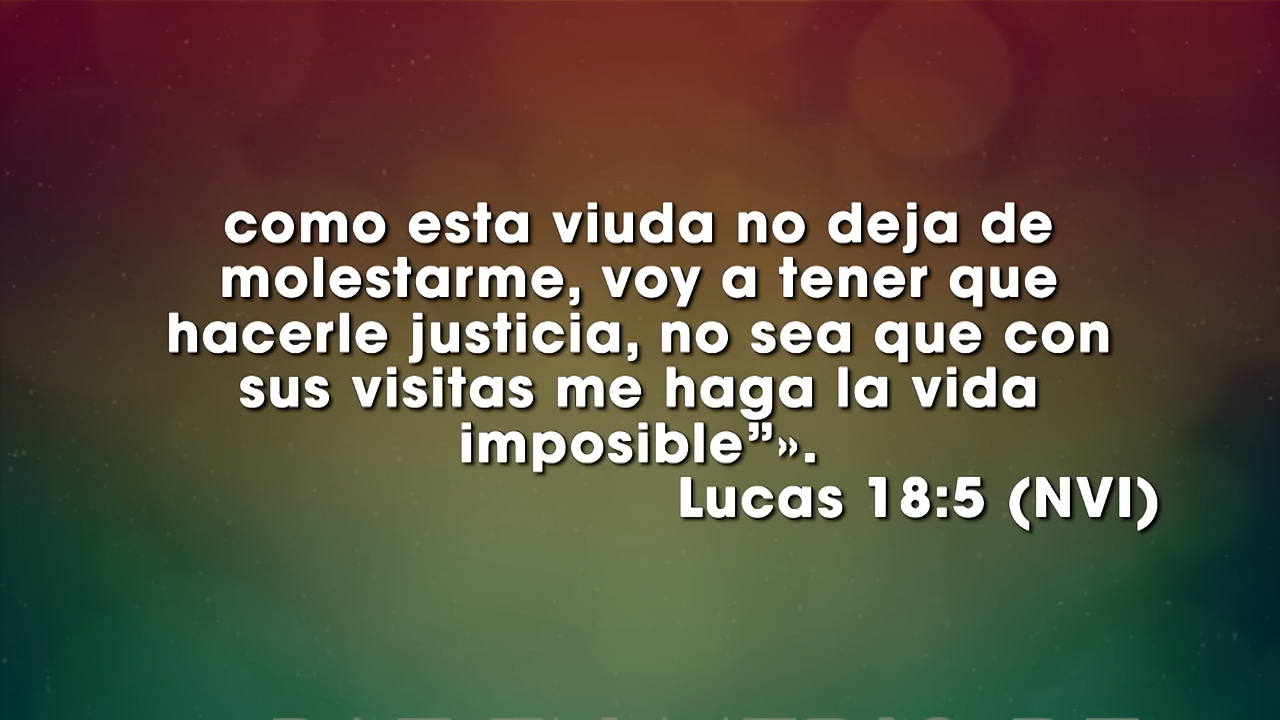 como esta viuda no deja de
molestarme, voy a tener que
hacerle justicia, no sea que con
sus visitas me haga la vida
imposible”».
Lucas 18:5 (NVI)